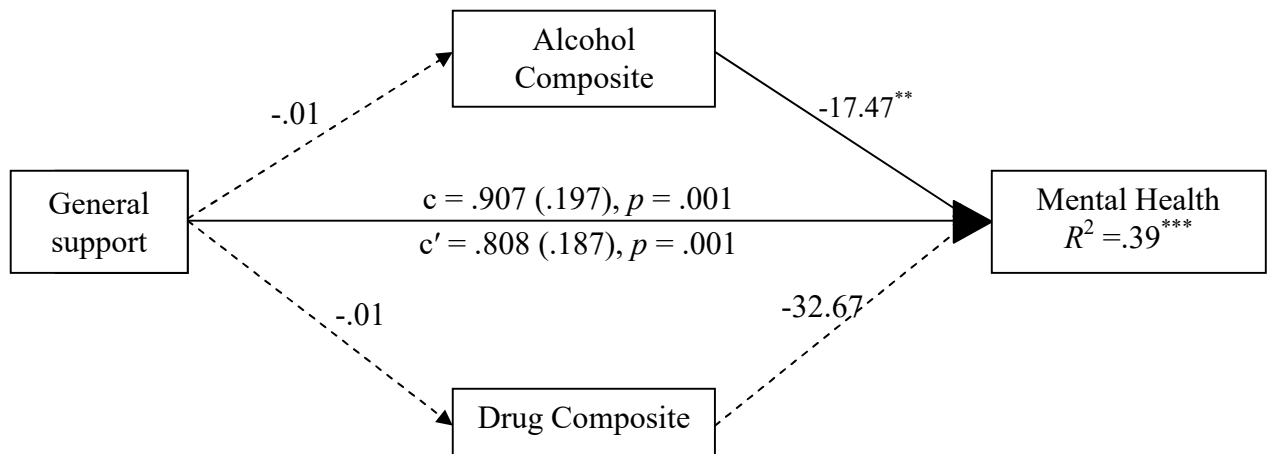 Alcohol
Composite
-.01
-17.47**
General
support
c = .907 (.197), p = .001
c′ = .808 (.187), p = .001
Mental Health
R² =.39***
-.01
-32.67
Drug Composite